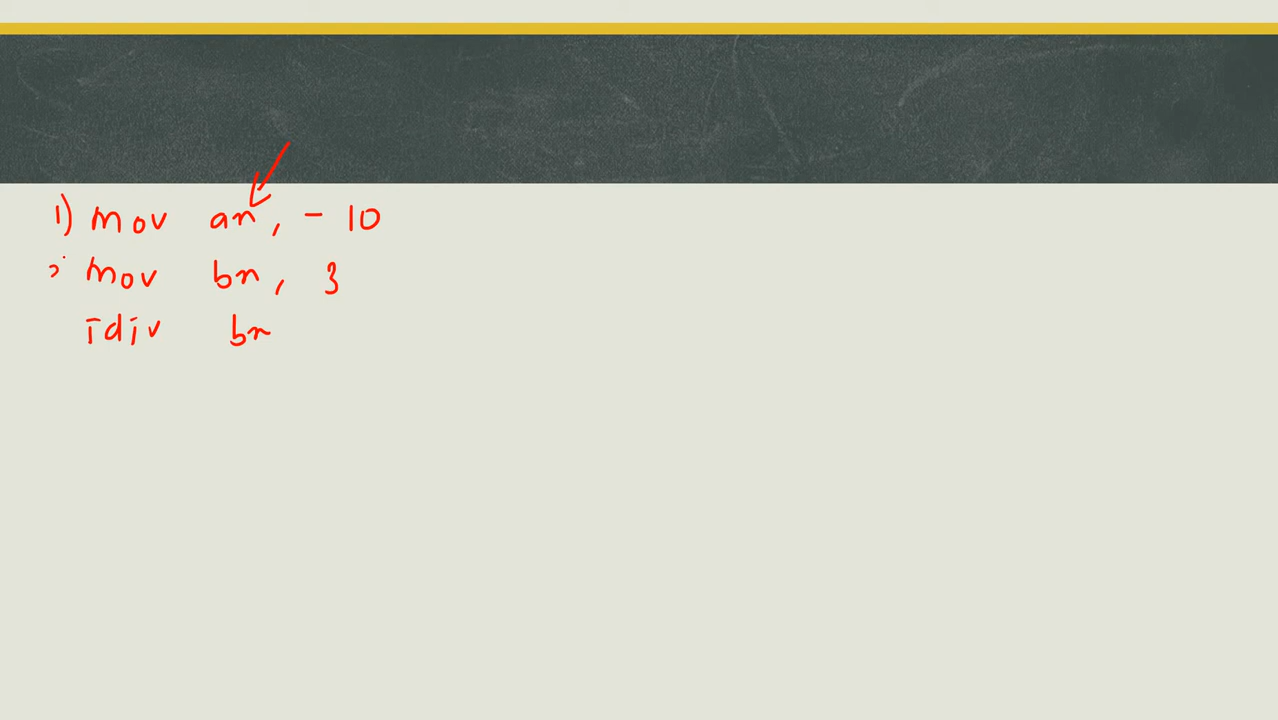 1) mov ax, - 10
mov bx, 3
idiv bx